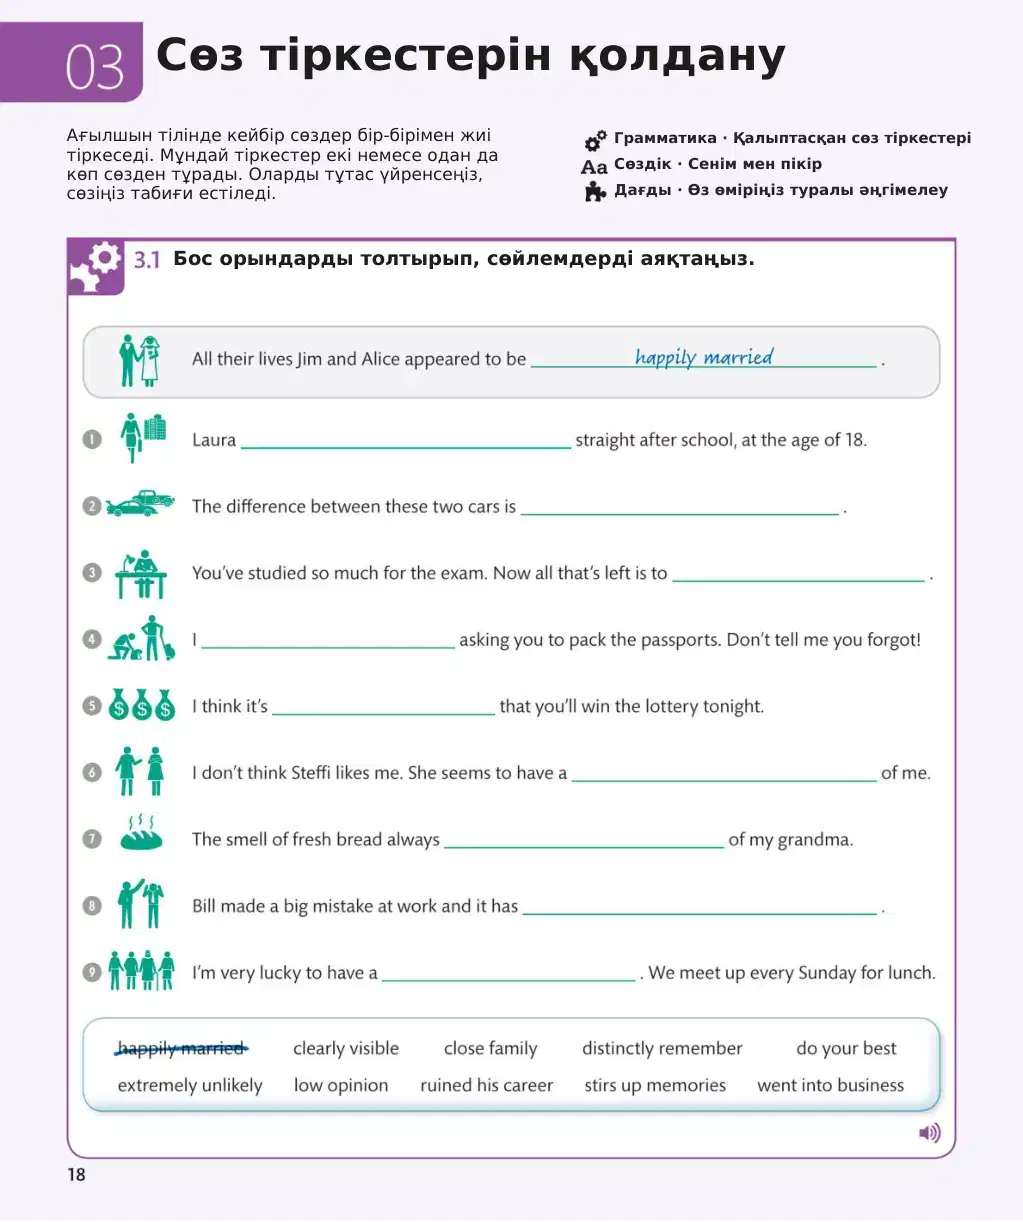 03 Сөз тіркестерін қолдану
Ағылшын тілінде кейбір сөздер бір-бірімен жиі
тіркеседі. Мұндай тіркестер екі немесе одан да
көп сөзден тұрады. Оларды тұтас үйренсеңіз,
сөзіңіз табиғи естіледі.
Грамматика · Қалыптасқан сөз тіркестері
Aa Сөздік · Сенім мен пікір
Дағды · Өз өміріңіз туралы әңгімелеу
3.1 Бос орындарды толтырып, сөйлемдерді аяқтаңыз.
All their lives Jim and Alice appeared to be happily married .
1 Laura straight after school, at the age of 18.
2 The difference between these two cars is .
3 You've studied so much for the exam. Now all that's left is to .
4 I asking you to pack the passports. Don't tell me you forgot!
5 $ $ $ I think it's that you'll win the lottery tonight.
6 I don't think Steffi likes me. She seems to have a of me.
7 The smell of fresh bread always of my grandma.
8 Bill made a big mistake at work and it has .
9 I'm very lucky to have a . We meet up every Sunday for lunch.
happily married clearly visible close family distinctly remember do your best
extremely unlikely low opinion ruined his career stirs up memories went into business
18